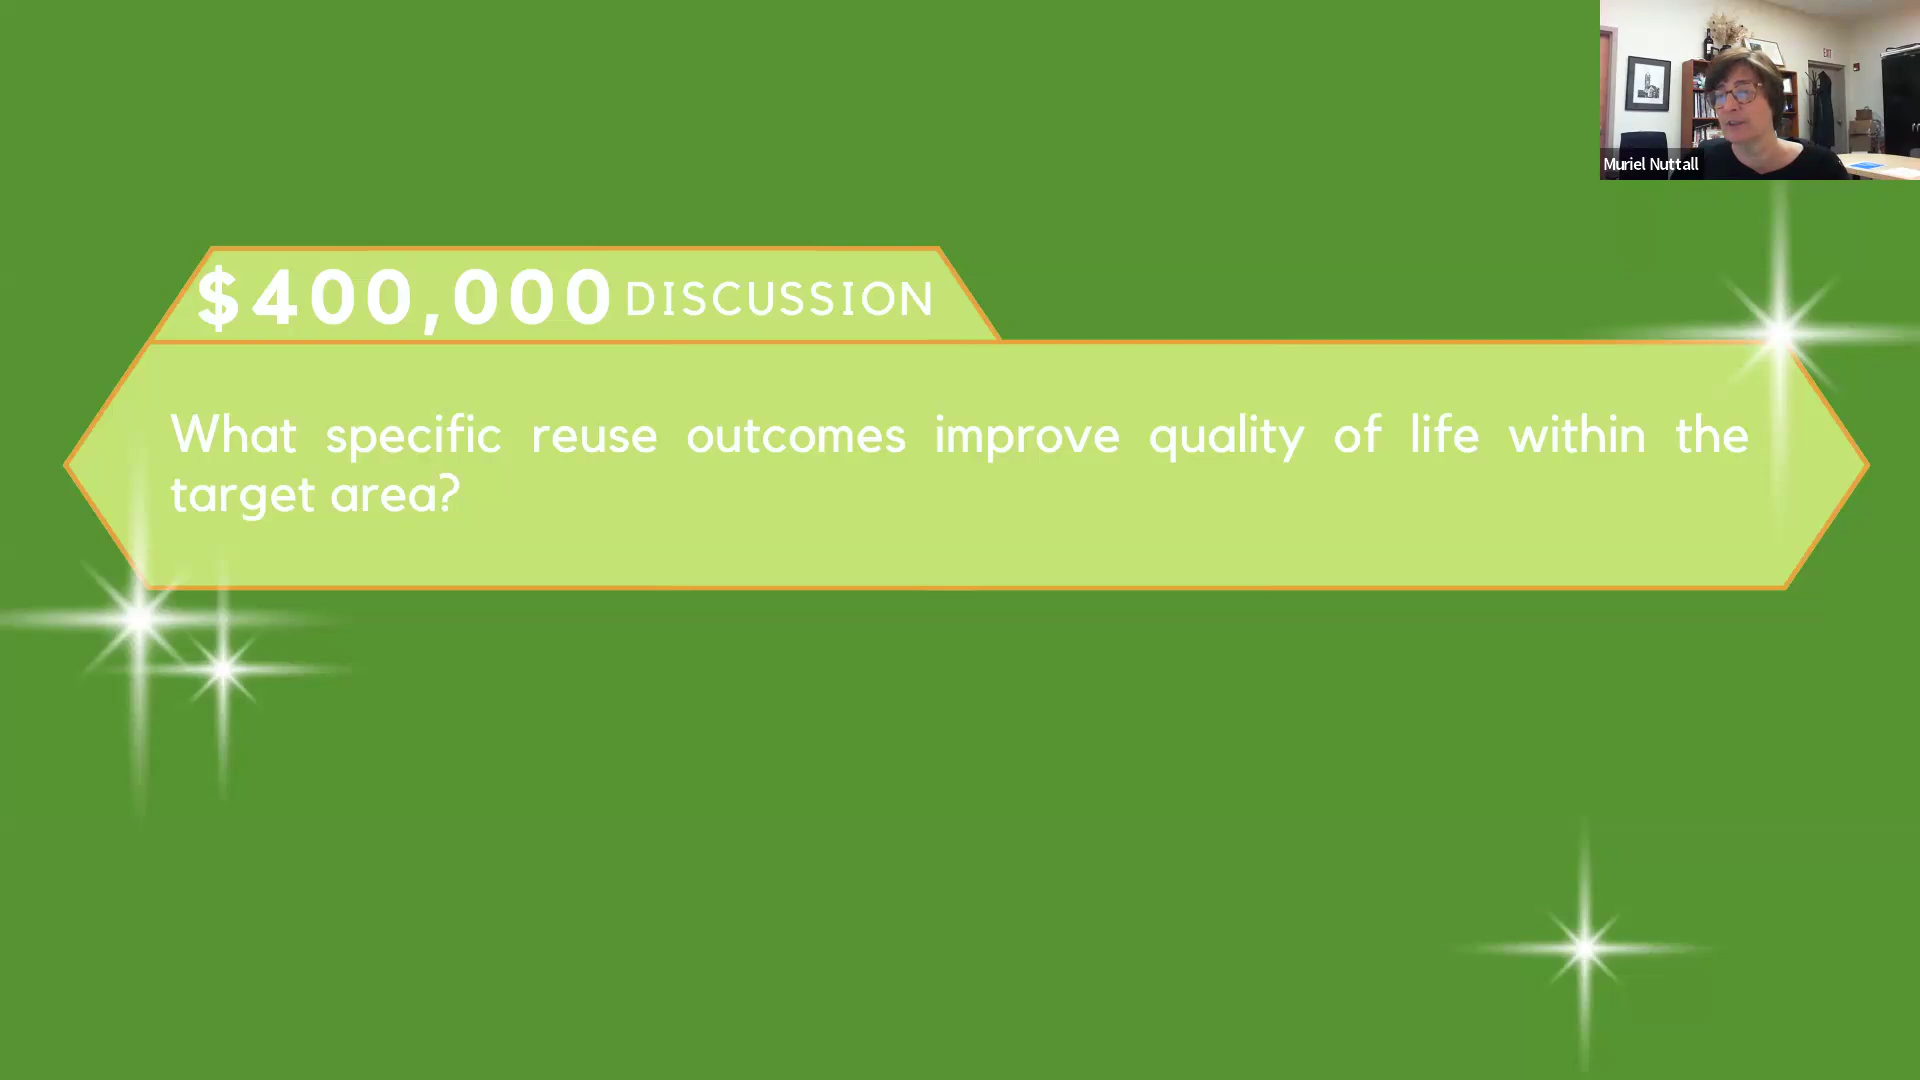 Muriel Nuttall
$400,000 DISCUSSION
What specific reuse outcomes improve quality of life within the
target area?